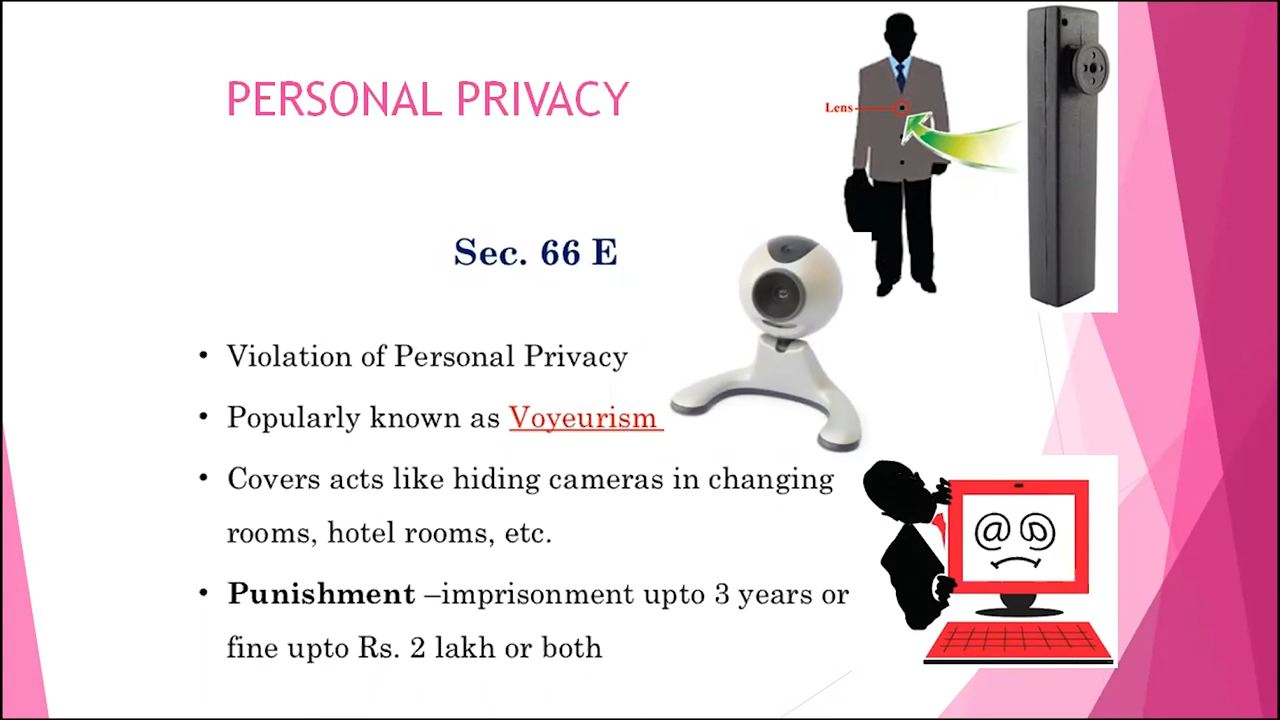 PERSONAL PRIVACY
Lens
Sec. 66 E
• Violation of Personal Privacy
• Popularly known as Voyeurism
• Covers acts like hiding cameras in changing
rooms, hotel rooms, etc.
• Punishment –imprisonment upto 3 years or
fine upto Rs. 2 lakh or both
@ @